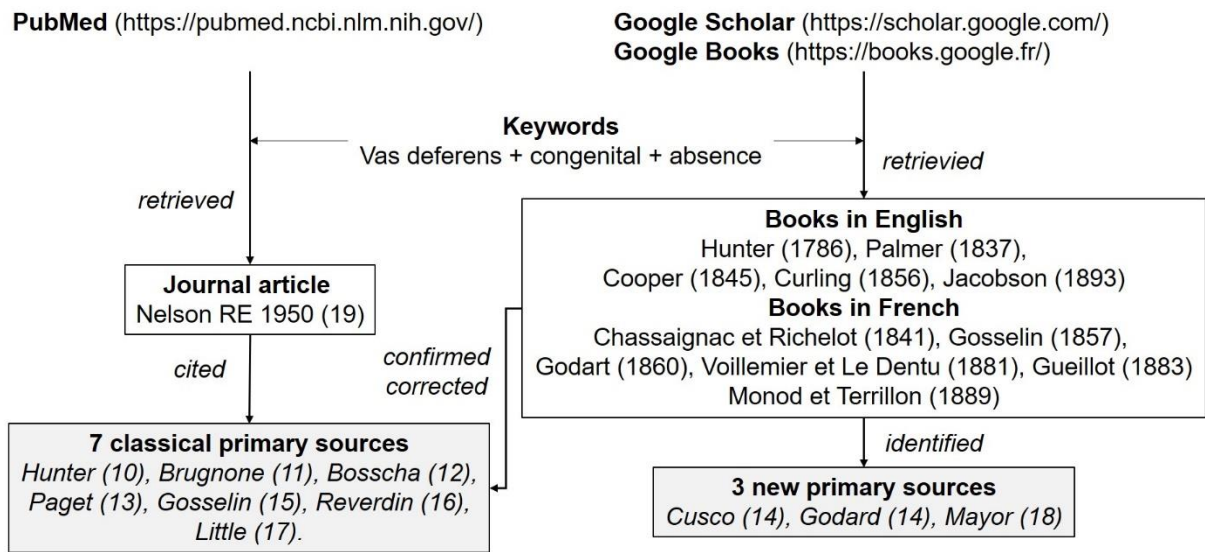 PubMed (https://pubmed.ncbi.nlm.nih.gov/)
Google Scholar (https://scholar.google.com/)
Google Books (https://books.google.fr/)
Keywords
Vas deferens + congenital + absence
retrieved
retrievied
Journal article
Nelson RE 1950 (19)
cited
Books in English
Hunter (1786), Palmer (1837),
Cooper (1845), Curling (1856), Jacobson (1893)
Books in French
Chassaignac et Richelot (1841), Gosselin (1857),
Godart (1860), Voillemier et Le Dentu (1881), Gueillot (1883)
Monod et Terrillon (1889)
confirmed
corrected
identified
7 classical primary sources
Hunter (10), Brugnone (11), Bosscha (12),
Paget (13), Gosselin (15), Reverdin (16),
Little (17).
3 new primary sources
Cusco (14), Godard (14), Mayor (18)